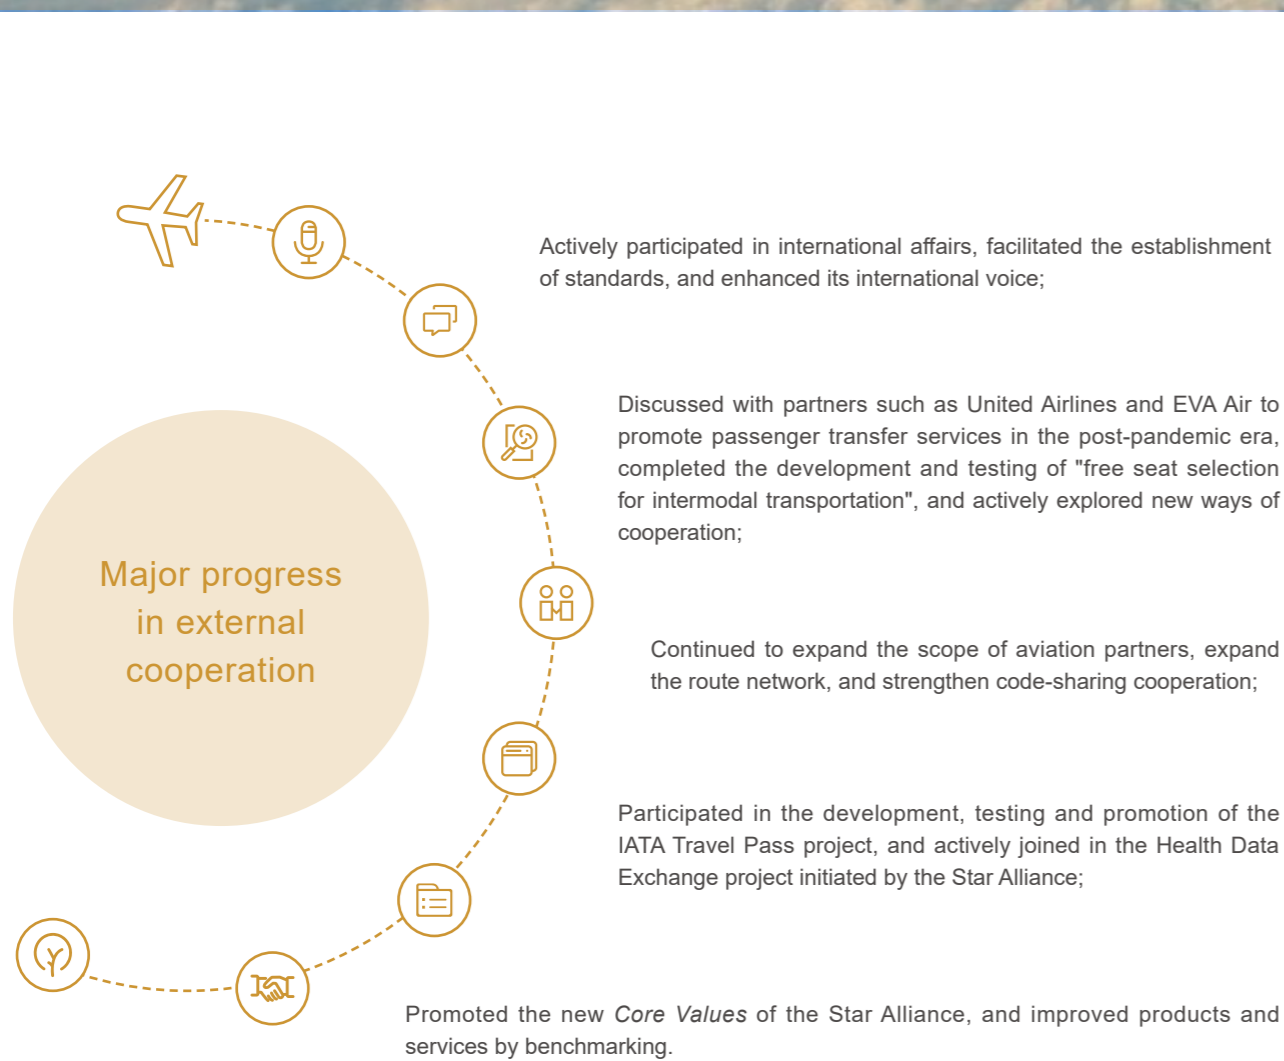 Actively participated in international affairs, facilitated the establishment
of standards, and enhanced its international voice;
Discussed with partners such as United Airlines and EVA Air to
promote passenger transfer services in the post-pandemic era,
completed the development and testing of "free seat selection
for intermodal transportation", and actively explored new ways of
cooperation;
Major progress
in external
cooperation
Continued to expand the scope of aviation partners, expand
the route network, and strengthen code-sharing cooperation;
Participated in the development, testing and promotion of the
IATA Travel Pass project, and actively joined in the Health Data
Exchange project initiated by the Star Alliance;
Promoted the new Core Values of the Star Alliance, and improved products and
services by benchmarking.